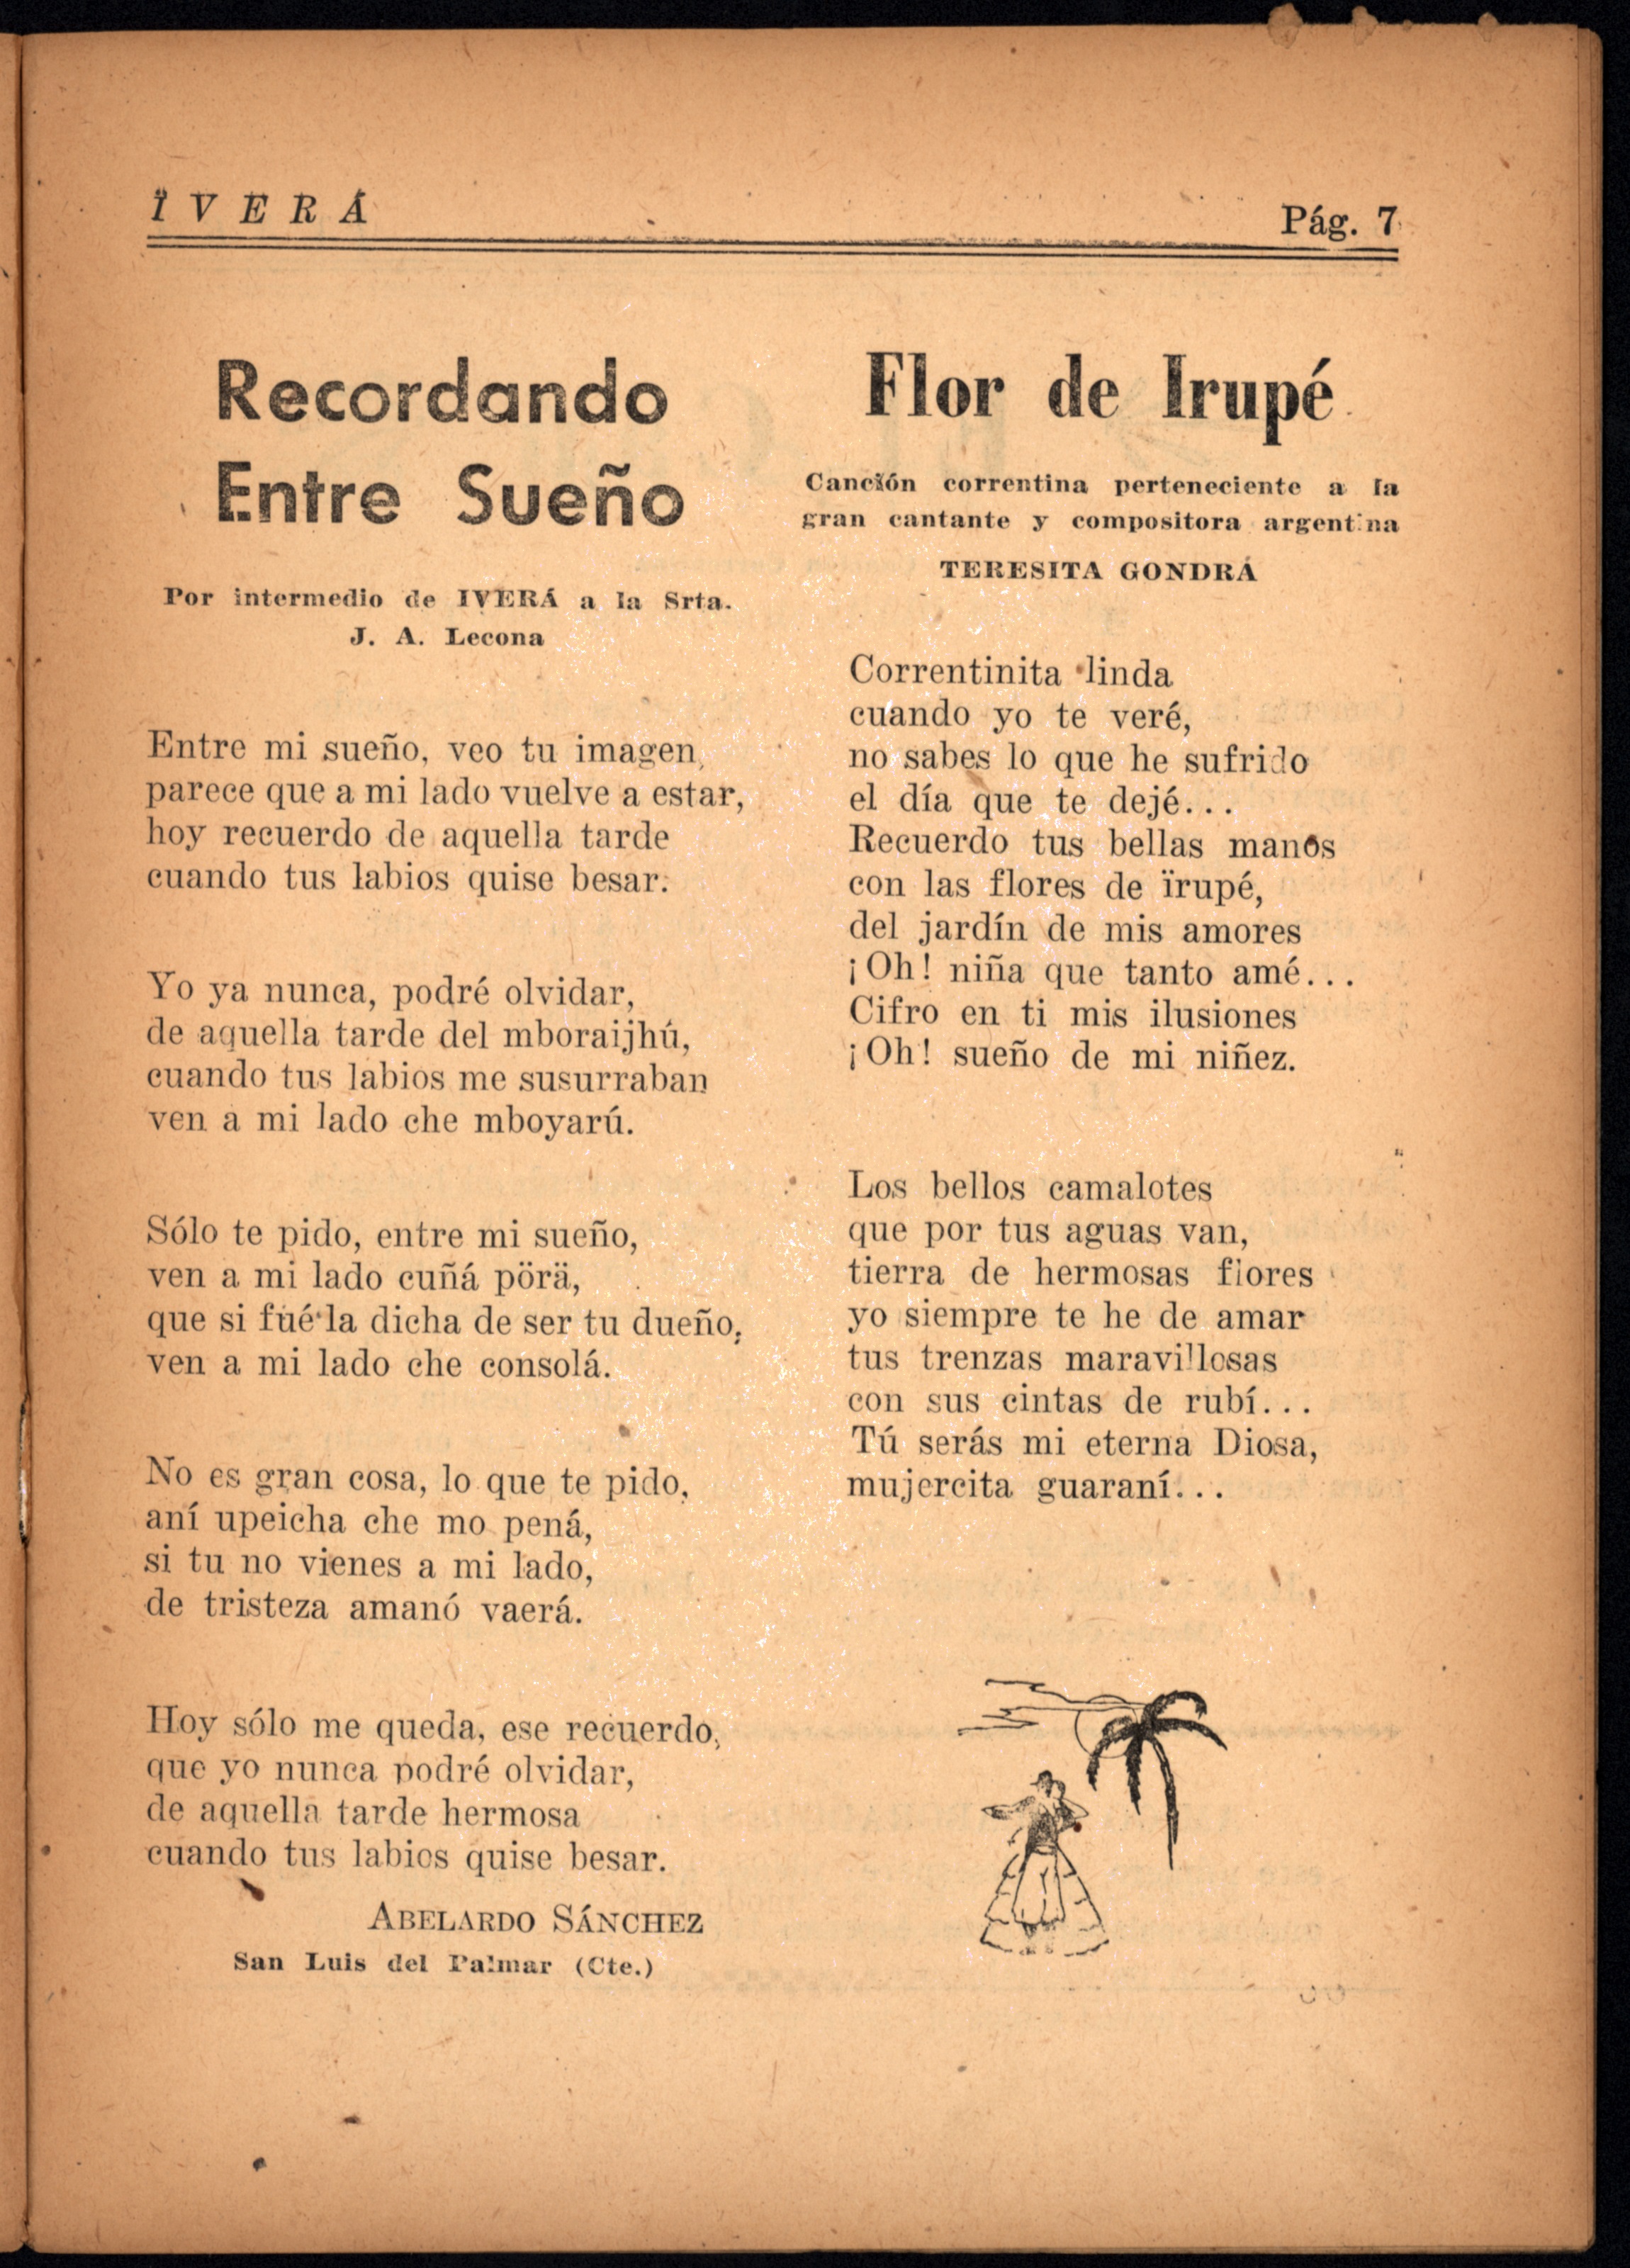 ÏVERÁ
Pág. 7
Recordando
Entre Sueño
Por intermedio de IVERÁ a la Srta.
J. A. Lecona
Entre mi sueño, veo tu imagen,
parece que a mi lado vuelve a estar,
hoy recuerdo de aquella tarde
cuando tus labios quise besar.
Yo ya nunca, podré olvidar,
de aquella tarde del mboraijhú,
cuando tus labios me susurraban
ven a mi lado che mboyarú.
Sólo te pido, entre mi sueño,
ven a mi lado cuñá pörä,
que si fué la dicha de ser tu dueño,
ven a mi lado che consolá.
No es gran cosa, lo que te pido,
aní upeicha che mo pená,
si tu no vienes a mi lado,
de tristeza amanó vaerá.
Hoy sólo me queda, ese recuerdo,
que yo nunca podré olvidar,
de aquella tarde hermosa
cuando tus labios quise besar.
ABELARDO SÁNCHEZ
San Luis del Palmar (Cte.)
Flor de Irupé
Canción correntina perteneciente a la
gran cantante y compositora argentina
TERESITA GONDRÁ
Correntinita linda
cuando yo te veré,
no sabes lo que he sufrido
el día que te dejé...
Recuerdo tus bellas manos
con las flores de ïrupé,
del jardín de mis amores
¡Oh! niña que tanto amé...
Cifro en ti mis ilusiones
¡Oh! sueño de mi niñez.
Los bellos camalotes
que por tus aguas van,
tierra de hermosas flores
yo siempre te he de amar
tus trenzas maravillosas
con sus cintas de rubí...
Tú serás mi eterna Diosa,
mujercita guaraní...